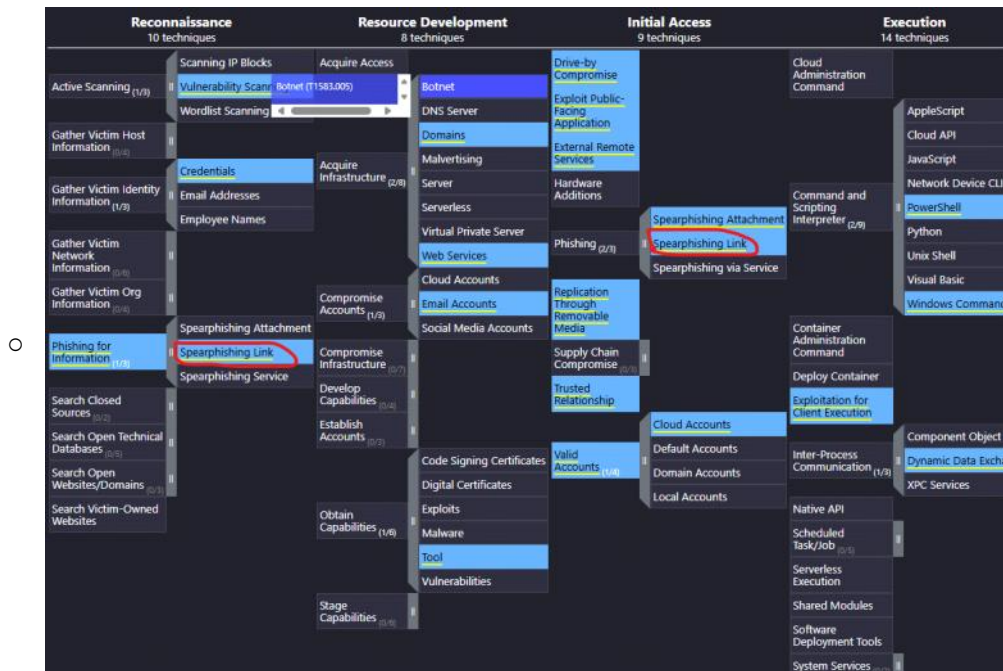 Reconnaissance
10 techniques
Active Scanning (1/3)
Scanning IP Blocks
Vulnerability Scann
Wordlist Scanning
Gather Victim Host
Information (0/4)
Gather Victim Identity
Information (1/3)
Credentials
Email Addresses
Employee Names
Gather Victim
Network
Information (0/6)
Gather Victim Org
Information (0/4)
Phishing for
Information (1/3)
Spearphishing Attachment
Spearphishing Link
Spearphishing Service
Search Closed
Sources (0/2)
Search Open Technical
Databases (0/5)
Search Open
Websites/Domains (0/3)
Search Victim-Owned
Websites
Resource Development
8 techniques
Acquire Access
Botnet (T1583.005)
Acquire
Infrastructure (2/8)
Botnet
DNS Server
Domains
Malvertising
Server
Serverless
Virtual Private Server
Web Services
Compromise
Accounts (1/3)
Cloud Accounts
Email Accounts
Social Media Accounts
Compromise
Infrastructure (0/7)
Develop
Capabilities (0/4)
Establish
Accounts (0/3)
Obtain
Capabilities (1/6)
Code Signing Certificates
Digital Certificates
Exploits
Malware
Tool
Vulnerabilities
Stage
Capabilities (0/6)
Initial Access
9 techniques
Drive-by
Compromise
Exploit Public-
Facing
Application
External Remote
Services
Hardware
Additions
Phishing (2/3)
Spearphishing Attachment
Spearphishing Link
Spearphishing via Service
Replication
Through
Removable
Media
Supply Chain
Compromise (0/3)
Trusted
Relationship
Valid
Accounts (1/4)
Cloud Accounts
Default Accounts
Domain Accounts
Local Accounts
Execution
14 techniques
Cloud
Administration
Command
Command and
Scripting
Interpreter (2/9)
AppleScript
Cloud API
JavaScript
Network Device CLI
PowerShell
Python
Unix Shell
Visual Basic
Windows Command
Container
Administration
Command
Deploy Container
Exploitation for
Client Execution
Inter-Process
Communication (1/3)
Component Object
Dynamic Data Excha
XPC Services
Native API
Scheduled
Task/Job (0/5)
Serverless
Execution
Shared Modules
Software
Deployment Tools
System Services